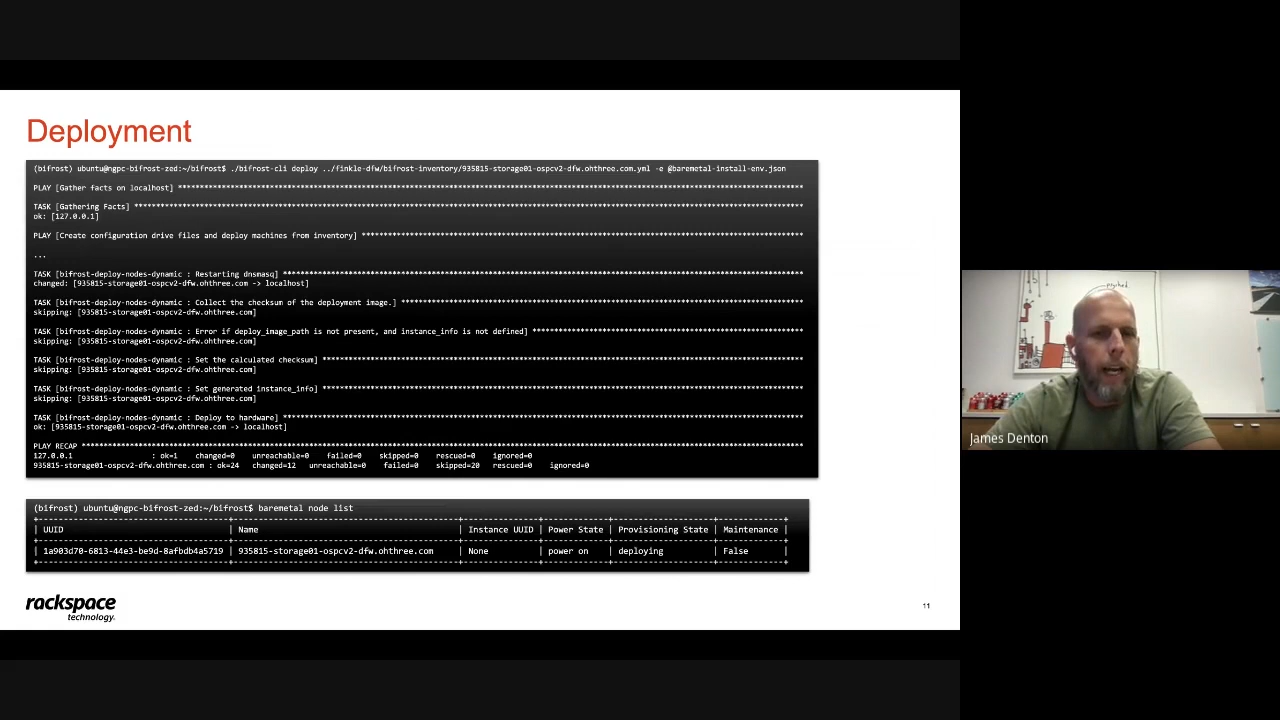 Deployment
(bifrost) ubuntu@ngpc-bifrost-zed:~/bifrost$ ./bifrost-cli deploy ../finkle-dfw/bifrost-inventory/935815-storage01-ospcv2-dfw.ohthree.com.yml -e @baremetal-install-env.json
PLAY [Gather facts on localhost] ****************************************************************************************************************************************
TASK [Gathering Facts] **************************************************************************************************************************************************
ok: [127.0.0.1]
PLAY [Create configuration drive files and deploy machines from inventory] **********************************************************************************************
...
TASK [bifrost-deploy-nodes-dynamic : Restarting dnsmasq] ****************************************************************************************************************
changed: [935815-storage01-ospcv2-dfw.ohthree.com -> localhost]
TASK [bifrost-deploy-nodes-dynamic : Collect the checksum of the deployment image.] *************************************************************************************
skipping: [935815-storage01-ospcv2-dfw.ohthree.com]
TASK [bifrost-deploy-nodes-dynamic : Error if deploy_image_path is not present, and instance_info is not defined] *******************************************************
skipping: [935815-storage01-ospcv2-dfw.ohthree.com]
TASK [bifrost-deploy-nodes-dynamic : Set the calculated checksum] *******************************************************************************************************
skipping: [935815-storage01-ospcv2-dfw.ohthree.com]
TASK [bifrost-deploy-nodes-dynamic : Set generated instance_info] *******************************************************************************************************
skipping: [935815-storage01-ospcv2-dfw.ohthree.com]
TASK [bifrost-deploy-nodes-dynamic : Deploy to hardware] ****************************************************************************************************************
ok: [935815-storage01-ospcv2-dfw.ohthree.com -> localhost]
PLAY RECAP **************************************************************************************************************************************************************
127.0.0.1 : ok=1 changed=0 unreachable=0 failed=0 skipped=0 rescued=0 ignored=0
935815-storage01-ospcv2-dfw.ohthree.com : ok=24 changed=12 unreachable=0 failed=0 skipped=20 rescued=0 ignored=0
(bifrost) ubuntu@ngpc-bifrost-zed:~/bifrost$ baremetal node list
+--------------------------------------+-----------------------------------------+---------------+-------------+--------------------+-------------+
| UUID | Name | Instance UUID | Power State | Provisioning State | Maintenance |
+--------------------------------------+-----------------------------------------+---------------+-------------+--------------------+-------------+
| 1a903d70-6813-44e3-be9d-8afbdb4a5719 | 935815-storage01-ospcv2-dfw.ohthree.com | None | power on | deploying | False |
+--------------------------------------+-----------------------------------------+---------------+-------------+--------------------+-------------+
rackspace
technology.
11
James Denton